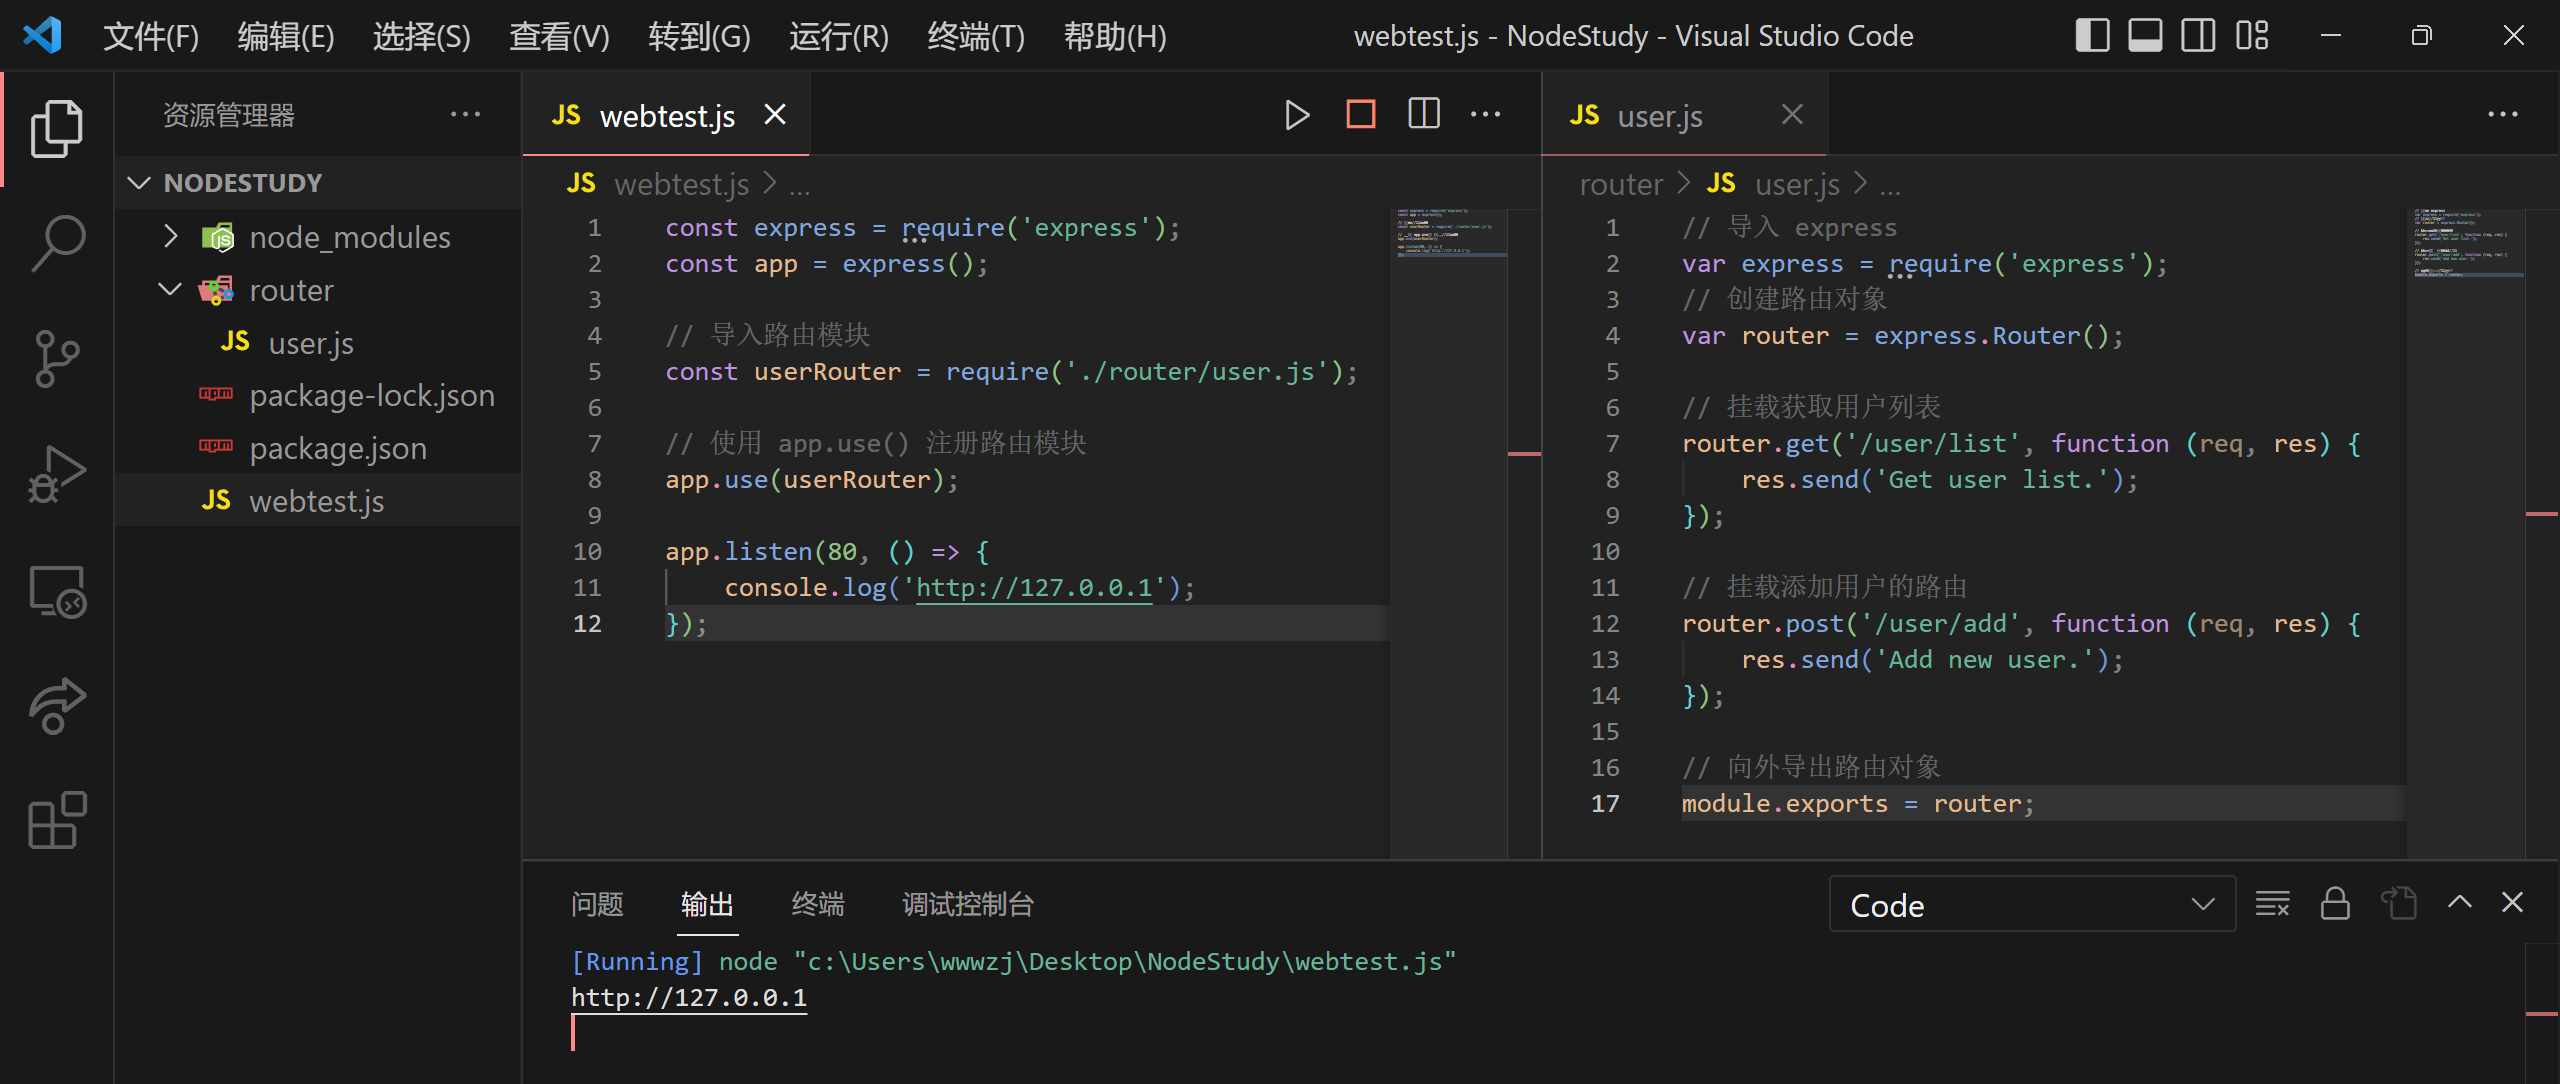 文件(F) 编辑(E) 选择(S) 查看(V) 转到(G) 运行(R) 终端(T) 帮助(H) webtest.js - NodeStudy - Visual Studio Code
资源管理器
NODESTUDY
node_modules
router
JS user.js
package-lock.json
package.json
JS webtest.js
JS webtest.js
JS webtest.js > ...
1 const express = require('express');
2 const app = express();
3
4 // 导入路由模块
5 const userRouter = require('./router/user.js');
6
7 // 使用 app.use() 注册路由模块
8 app.use(userRouter);
9
10 app.listen(80, () => {
11 console.log('http://127.0.0.1');
12 });
JS user.js
router > JS user.js > ...
1 // 导入 express
2 var express = require('express');
3 // 创建路由对象
4 var router = express.Router();
5
6 // 挂载获取用户列表
7 router.get('/user/list', function (req, res) {
8 res.send('Get user list.');
9 });
10
11 // 挂载添加用户的路由
12 router.post('/user/add', function (req, res) {
13 res.send('Add new user.');
14 });
15
16 // 向外导出路由对象
17 module.exports = router;
问题 输出 终端 调试控制台 Code
[Running] node "c:\Users\wwwzj\Desktop\NodeStudy\webtest.js"
http://127.0.0.1